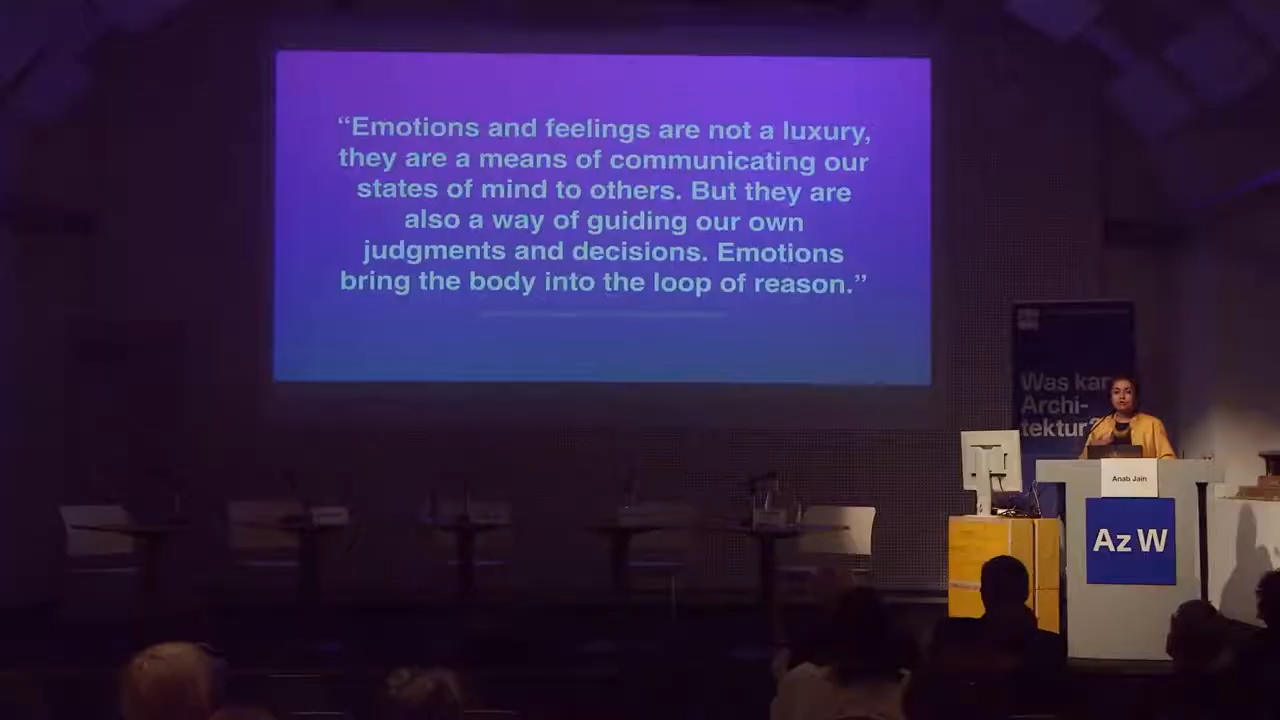 “Emotions and feelings are not a luxury,
they are a means of communicating our
states of mind to others. But they are
also a way of guiding our own
judgments and decisions. Emotions
bring the body into the loop of reason.”
Was kan
Archi-
tektur?
Anab Jain
Az W